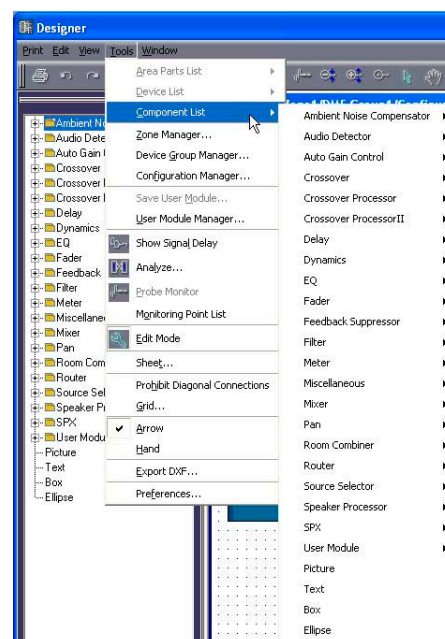 Designer
Print Edit View Tools Window
Area Parts List
Device List
Component List
Zone Manager...
Device Group Manager...
Configuration Manager...
Save User Module...
User Module Manager...
Show Signal Delay
Analyze...
Probe Monitor
Monitoring Point List
Edit Mode
Sheet...
Prohibit Diagonal Connections
Grid...
Arrow
Hand
Export DXF...
Preferences...
Ambient No
Audio Dete
Auto Gain
Crossover
Crossover
Crossover
Delay
Dynamics
EQ
Fader
Feedback
Filter
Meter
Miscellane
Mixer
Pan
Room Com
Router
Source Sel
Speaker P
SPX
User Modu
Picture
Text
Box
Ellipse
Ambient Noise Compensator
Audio Detector
Auto Gain Control
Crossover
Crossover Processor
Crossover ProcessorII
Delay
Dynamics
EQ
Fader
Feedback Suppressor
Filter
Meter
Miscellaneous
Mixer
Pan
Room Combiner
Router
Source Selector
Speaker Processor
SPX
User Module
Picture
Text
Box
Ellipse